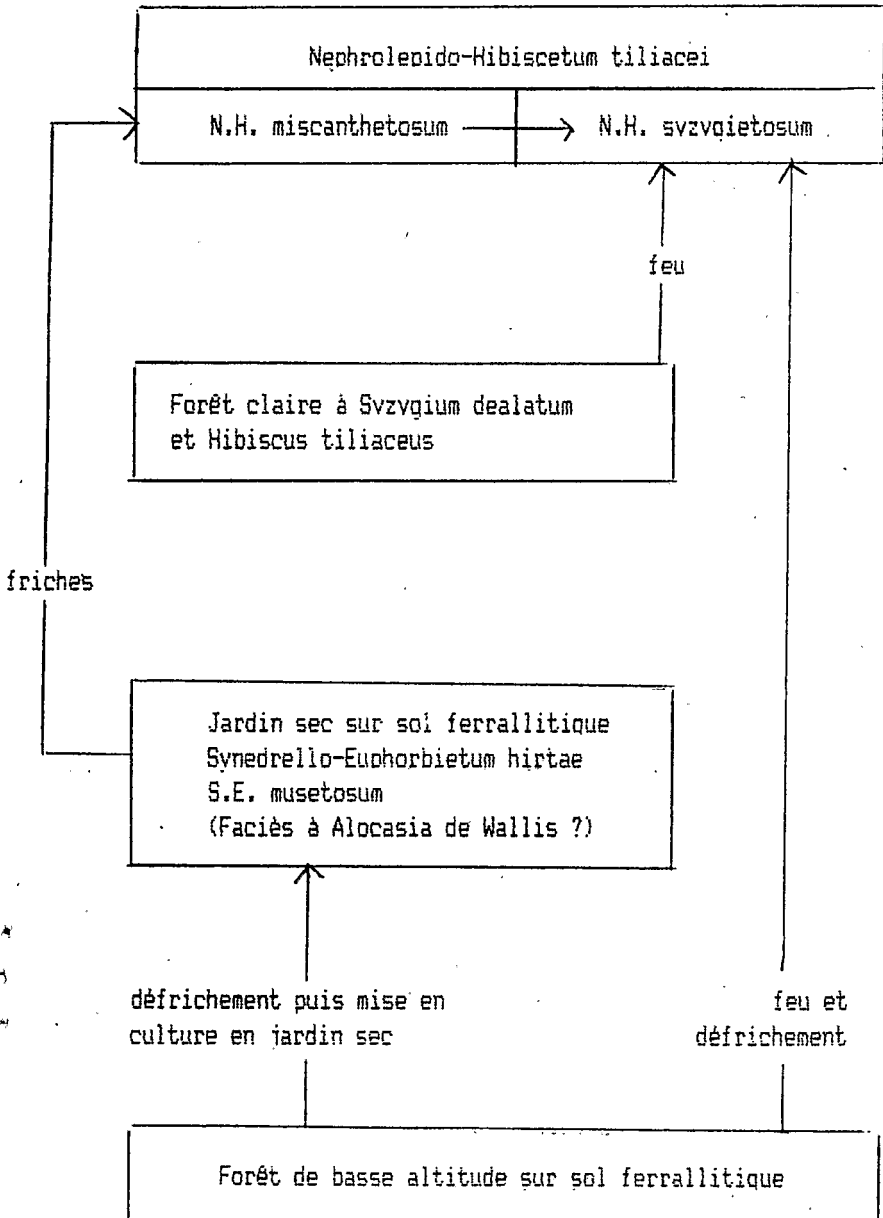 Nephrolepido-Hibiscetum tiliacei
N.H. miscanthetosum
N.H. syzygietosum
feu
Forêt claire à Syzygium dealatum
et Hibiscus tiliaceus
friches
Jardin sec sur sol ferrallitique
Synedrello-Euphorbietum hirtae
S.E. musetosum
(Faciès à Alocasia de Wallis ?)
défrichement puis mise en
culture en jardin sec
feu et
défrichement
Forêt de basse altitude sur sol ferrallitique